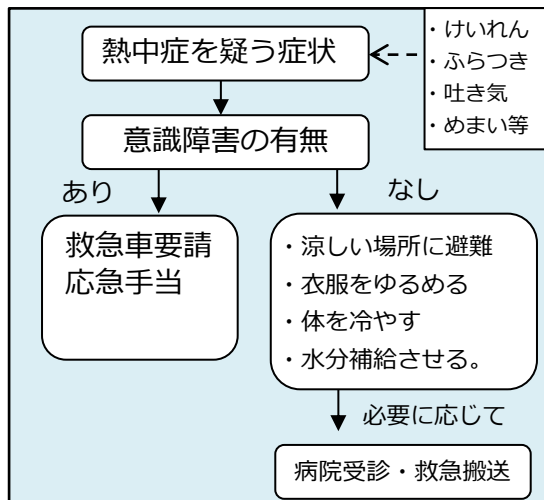 熱中症を疑う症状
・けいれん
・ふらつき
・吐き気
・めまい等
意識障害の有無
あり
なし
救急車要請
応急手当
・涼しい場所に避難
・衣服をゆるめる
・体を冷やす
・水分補給させる。
必要に応じて
病院受診・救急搬送